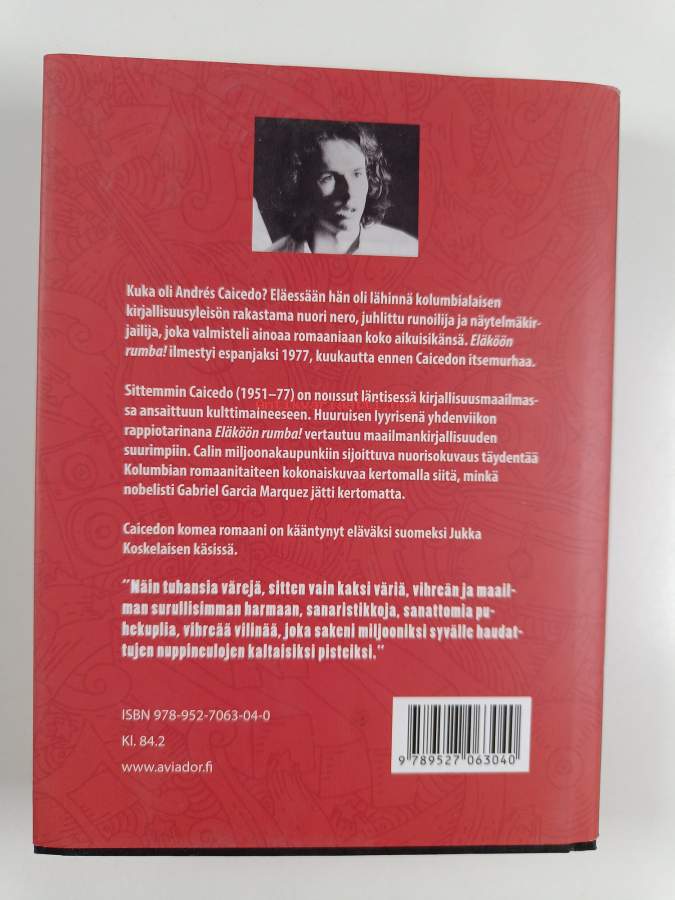 Kuka oli Andrés Caicedo? Eläessään hän oli lähinnä kolumbialaisen
kirjallisuusyleisön rakastama nuori nero, juhlittu runoilija ja näytelmäkir-
jailija, joka valmisteli ainoaa romaaniaan koko aikuisikänsä. Eläköön
rumba! ilmestyi espanjaksi 1977, kuukautta ennen Caicedon itsemurhaa.
Sittemmin Caicedo (1951–77) on noussut läntisessä kirjallisuusmaailmas-
sa ansaittuun kulttimaineeseen. Huuruisen lyyrisenä yhdenviikon
rappiotarinana Eläköön rumba! vertautuu maailmankirjallisuuden
suurimpiin. Calin miljoonakaupunkiin sijoittuva nuorisokuvaus täydentää
Kolumbian romaanitaiteen kokonaiskuvaa kertomalla siitä, minkä
nobelisti Gabriel Garcia Marquez jätti kertomatta.
Caicedon komea romaani on kääntynyt eläväksi suomeksi Jukka
Koskelaisen käsissä.
"Näin tuhansia värejä, sitten vain kaksi väriä, vihreän ja maail-
man surullisimman harmaan, sanaristikkoja, sanattomia pu-
hekuplia, vihreää vilinää, joka sakeni miljooniksi syvälle haudat-
tujen nuppineulojen kaltaisiksi pisteiksi."
ISBN 978-952-7063-04-0
Kl. 84.2
www.aviador.fi
9 789527 063040